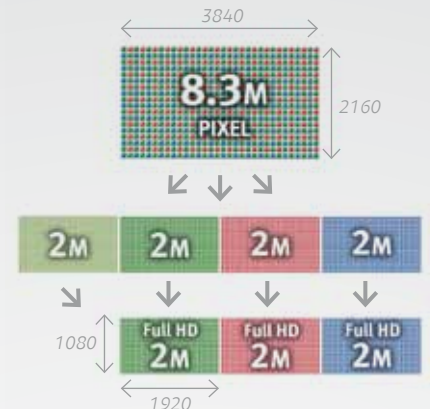 3840
8.3M
PIXEL
2160
2M 2M 2M 2M
Full HD Full HD Full HD
2M 2M 2M
1080
1920